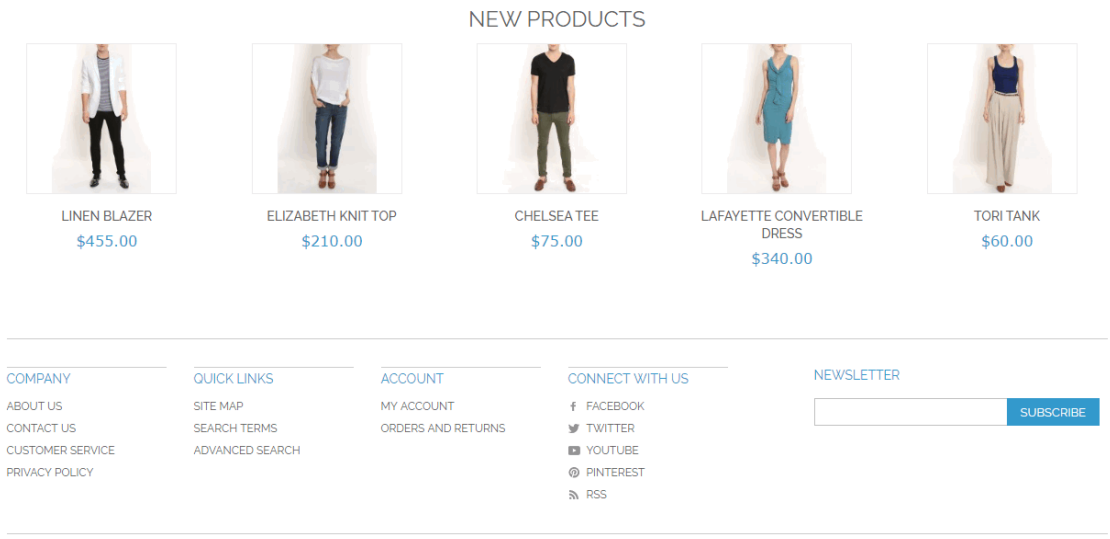 NEW PRODUCTS
LINEN BLAZER
$455.00
ELIZABETH KNIT TOP
$210.00
CHELSEA TEE
$75.00
LAFAYETTE CONVERTIBLE
DRESS
$340.00
TORI TANK
$60.00
COMPANY
ABOUT US
CONTACT US
CUSTOMER SERVICE
PRIVACY POLICY
QUICK LINKS
SITE MAP
SEARCH TERMS
ADVANCED SEARCH
ACCOUNT
MY ACCOUNT
ORDERS AND RETURNS
CONNECT WITH US
FACEBOOK
TWITTER
YOUTUBE
PINTEREST
RSS
NEWSLETTER
SUBSCRIBE